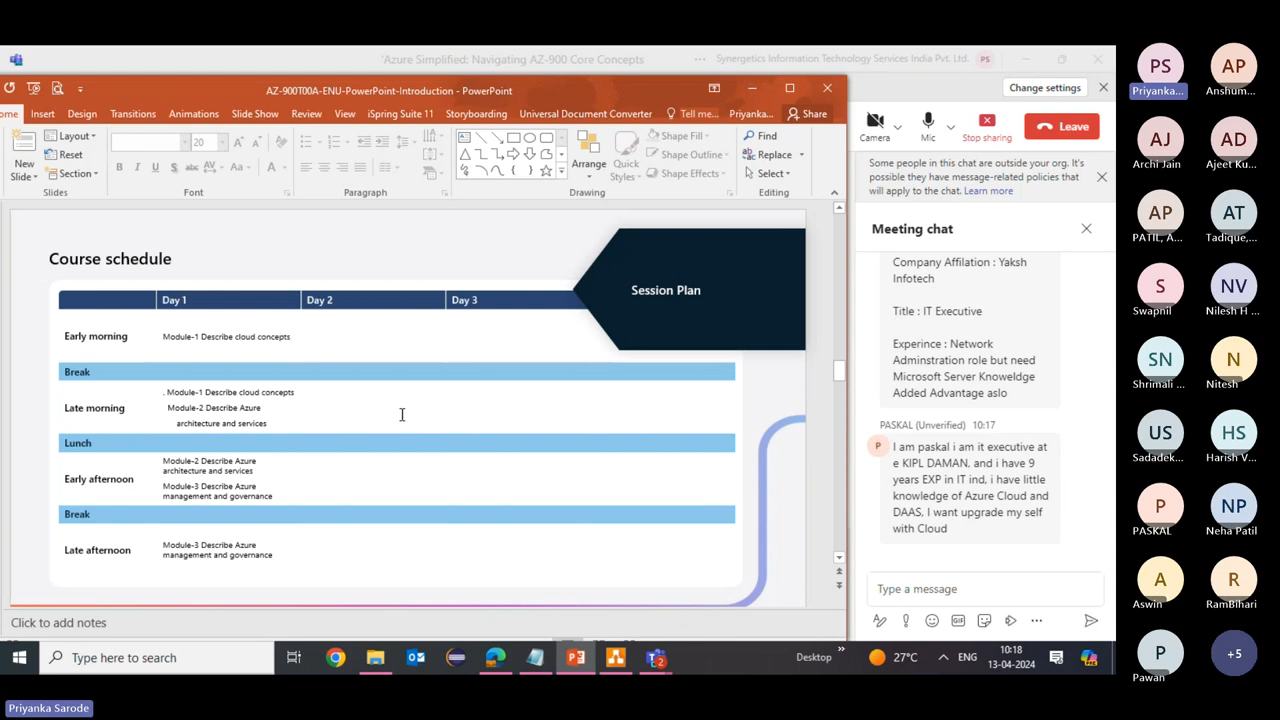 'Azure Simplified: Navigating AZ-900 Core Concepts
Synergetics Information Technology Services India Pvt. Ltd.
PS
AZ-900T00A-ENU-PowerPoint-Introduction - PowerPoint
ome
Insert
Design
Transitions
Animations
Slide Show
Review
View
iSpring Suite 11
Storyboarding
Universal Document Converter
Tell me...
Priyanka...
Share
New
Slide
Layout
Reset
Section
Slides
20
B
I
U
S
abc
AV
Aa
A
Font
Paragraph
Arrange
Quick
Styles
Shape Fill
Shape Outline
Shape Effects
Drawing
Find
Replace
Select
Editing
Course schedule
Session Plan
Day 1
Day 2
Day 3
Early morning
Module-1 Describe cloud concepts
Break
Late morning
. Module-1 Describe cloud concepts
Module-2 Describe Azure
architecture and services
Lunch
Early afternoon
Module-2 Describe Azure
architecture and services
Module-3 Describe Azure
management and governance
Break
Late afternoon
Module-3 Describe Azure
management and governance
Click to add notes
Change settings
Camera
Mic
Stop sharing
Leave
Some people in this chat are outside your org. It's
possible they have message-related policies that
will apply to the chat. Learn more
Meeting chat
Company Affilation : Yaksh
Infotech
Title : IT Executive
Experince : Network
Adminstration role but need
Microsoft Server Knoweldge
Added Advantage aslo
PASKAL (Unverified) 10:17
P
I am paskal i am it executive at
e KIPL DAMAN, and i have 9
years EXP in IT ind, i have little
knowledge of Azure Cloud and
DAAS, I want upgrade my self
with Cloud
Type a message
GIF
Type here to search
Desktop
27°C
ENG
10:18
13-04-2024
2
PS
Priyanka...
AP
Anshum...
AJ
Archi Jain
AD
Ajeet Ku...
AP
PATIL, A...
AT
Tadique,...
S
Swapnil
NV
Nilesh H ...
SN
Shrimali ...
N
Nitesh
US
Sadadek...
HS
Harish V...
P
PASKAL
NP
Neha Patil
A
Aswin
R
RamBihari
P
Pawan
+5
Priyanka Sarode